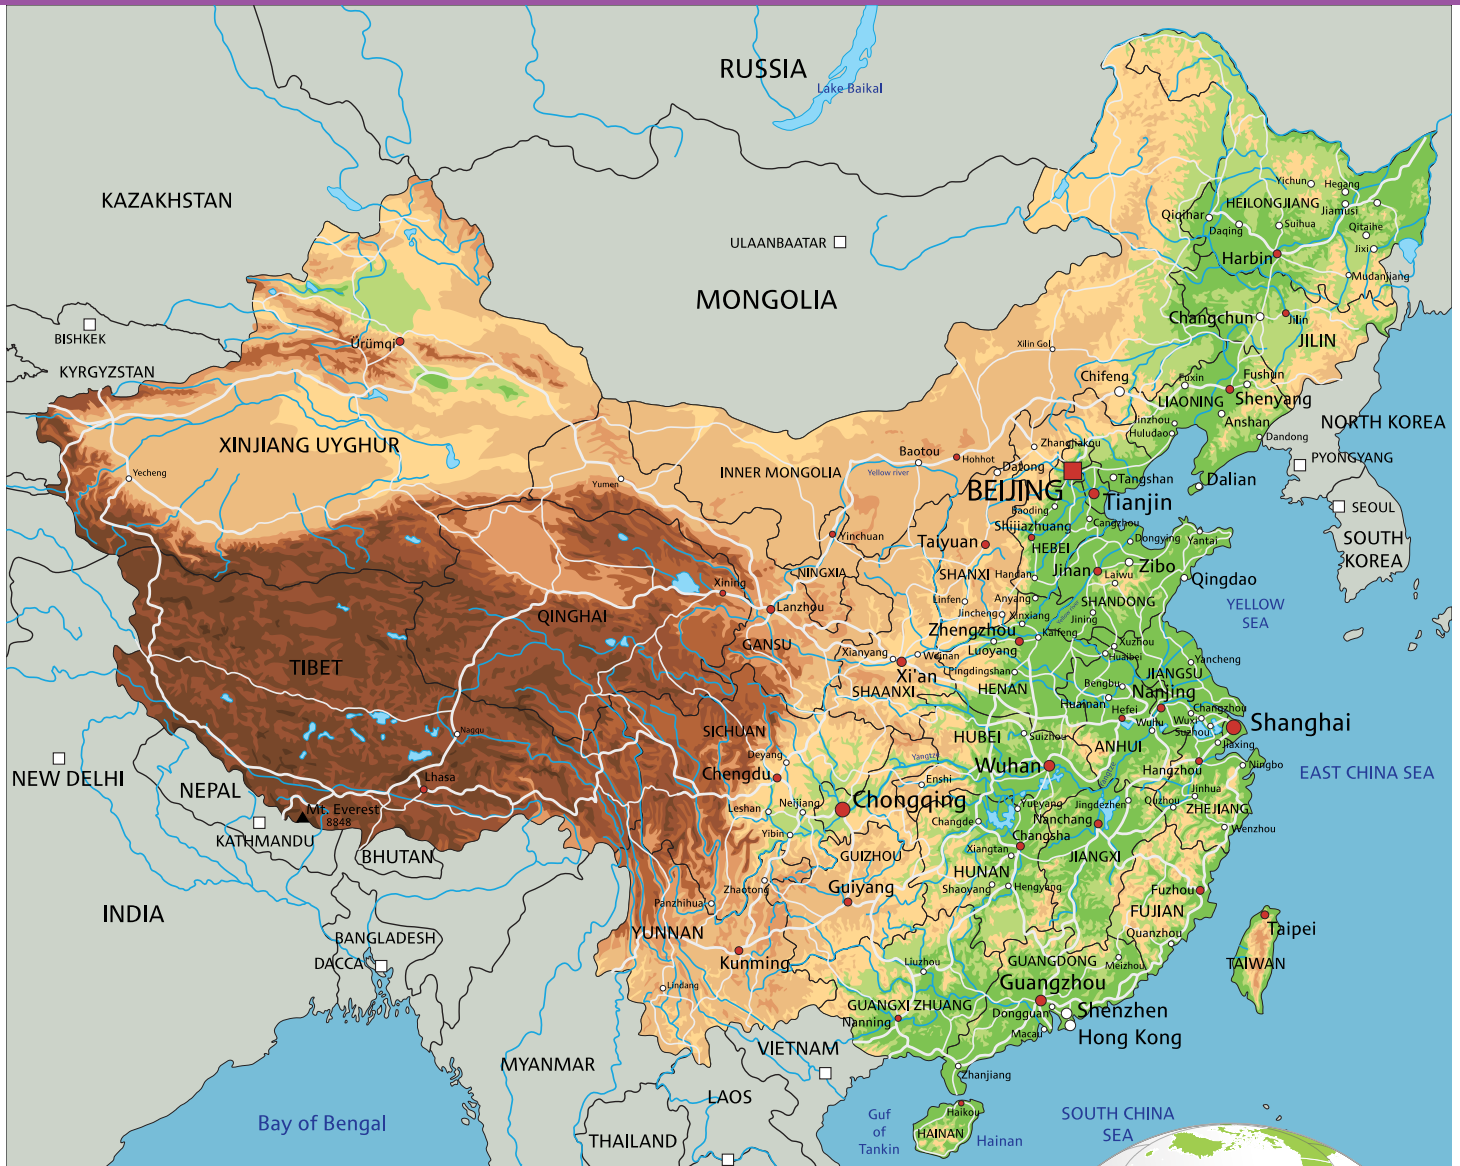 RUSSIA
Lake Baikal
KAZAKHSTAN
Yichun
Hegang
HEILONGJIANG
Jiamusi
Qiqihar
Daqing
Suihua
Qitaihe
ULAANBAATAR
Harbin
Jixi
Mudanjiang
MONGOLIA
Changchun
Jilin
BISHKEK
Ürümqi
Xilin Gol
JILIN
KYRGYZSTAN
Chifeng
Fuxin
Fushun
LIAONING
Shenyang
Jinzhou
Anshan
NORTH KOREA
Huludao
Dandong
XINJIANG UYGHUR
Zhangjiakou
Baotou
Hohhot
PYONGYANG
Yecheng
INNER MONGOLIA
Yellow river
Datong
Yumen
BEIJING
Tangshan
Dalian
Tianjin
Baoding
SEOUL
Cangzhou
Shijiazhuang
Yinchuan
Taiyuan
HEBEI
Dongying
Yantai
SOUTH
KOREA
NINGXIA
SHANXI
Handan
Jinan
Laiwu
Zibo
Qingdao
Xining
Lanzhou
Linfen
Anyang
SHANDONG
YELLOW
SEA
QINGHAI
Jincheng
Xinxiang
Jining
Zhengzhou
Kaifeng
GANSU
Luoyang
Xuzhou
Xianyang
Weinan
Huaibei
Yancheng
TIBET
Xi'an
Pingdingshan
JIANGSU
SHAANXI
HENAN
Bengbu
Nanjing
Huainan
Hefei
Changzhou
Naggu
SICHUAN
HUBEI
Suizhou
Wuhu
Wuxi
Suzhou
Shanghai
ANHUI
Jiaxing
Deyang
Yangtze
Wuhan
Hangzhou
Ningbo
EAST CHINA SEA
NEW DELHI
Lhasa
Chengdu
Enshi
Yangtze
Jinhua
NEPAL
Mt. Everest
8848
Leshan
Neijiang
Chongqing
Yueyang
Jingdezhen
Quzhou
ZHEJIANG
Changde
Nanchang
Wenzhou
KATHMANDU
Yibin
Changsha
BHUTAN
GUIZHOU
Xiangtan
JIANGXI
HUNAN
Zhaotong
Guiyang
Shaoyang
Hengyang
Fuzhou
Panzhihua
INDIA
FUJIAN
BANGLADESH
YUNNAN
Quanzhou
Taipei
DACCA
Kunming
Liuzhou
GUANGDONG
Meizhou
TAIWAN
Lindang
Guangzhou
GUANGXI ZHUANG
Dongguan
Shenzhen
Nanning
Macau
Hong Kong
VIETNAM
MYANMAR
Zhanjiang
LAOS
Bay of Bengal
Guf
of
Tankin
Haikou
HAINAN
Hainan
SOUTH CHINA
SEA
THAILAND